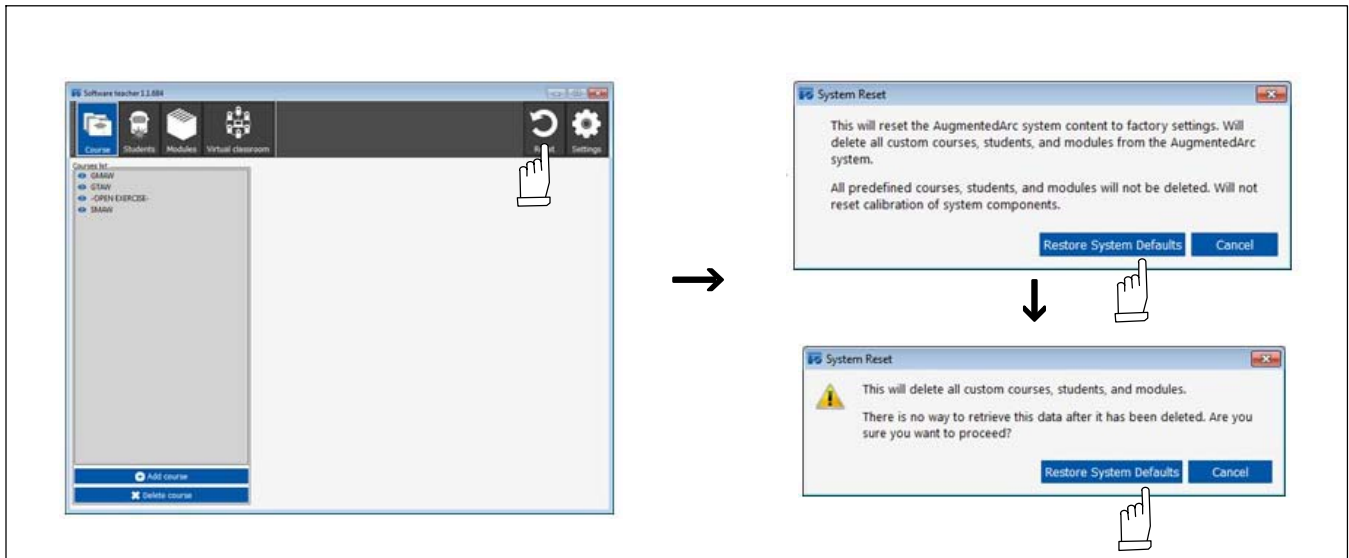 Software teacher 1.1.684
Course Students Modules Virtual classroom Reset Settings
Courses list
GMAW
GTAW
-OPEN EXERCISE-
SMAW
Add course
Delete course
System Reset
This will reset the AugmentedArc system content to factory settings. Will
delete all custom courses, students, and modules from the AugmentedArc
system.
All predefined courses, students, and modules will not be deleted. Will not
reset calibration of system components.
Restore System Defaults Cancel
System Reset
This will delete all custom courses, students, and modules.
There is no way to retrieve this data after it has been deleted. Are you
sure you want to proceed?
Restore System Defaults Cancel